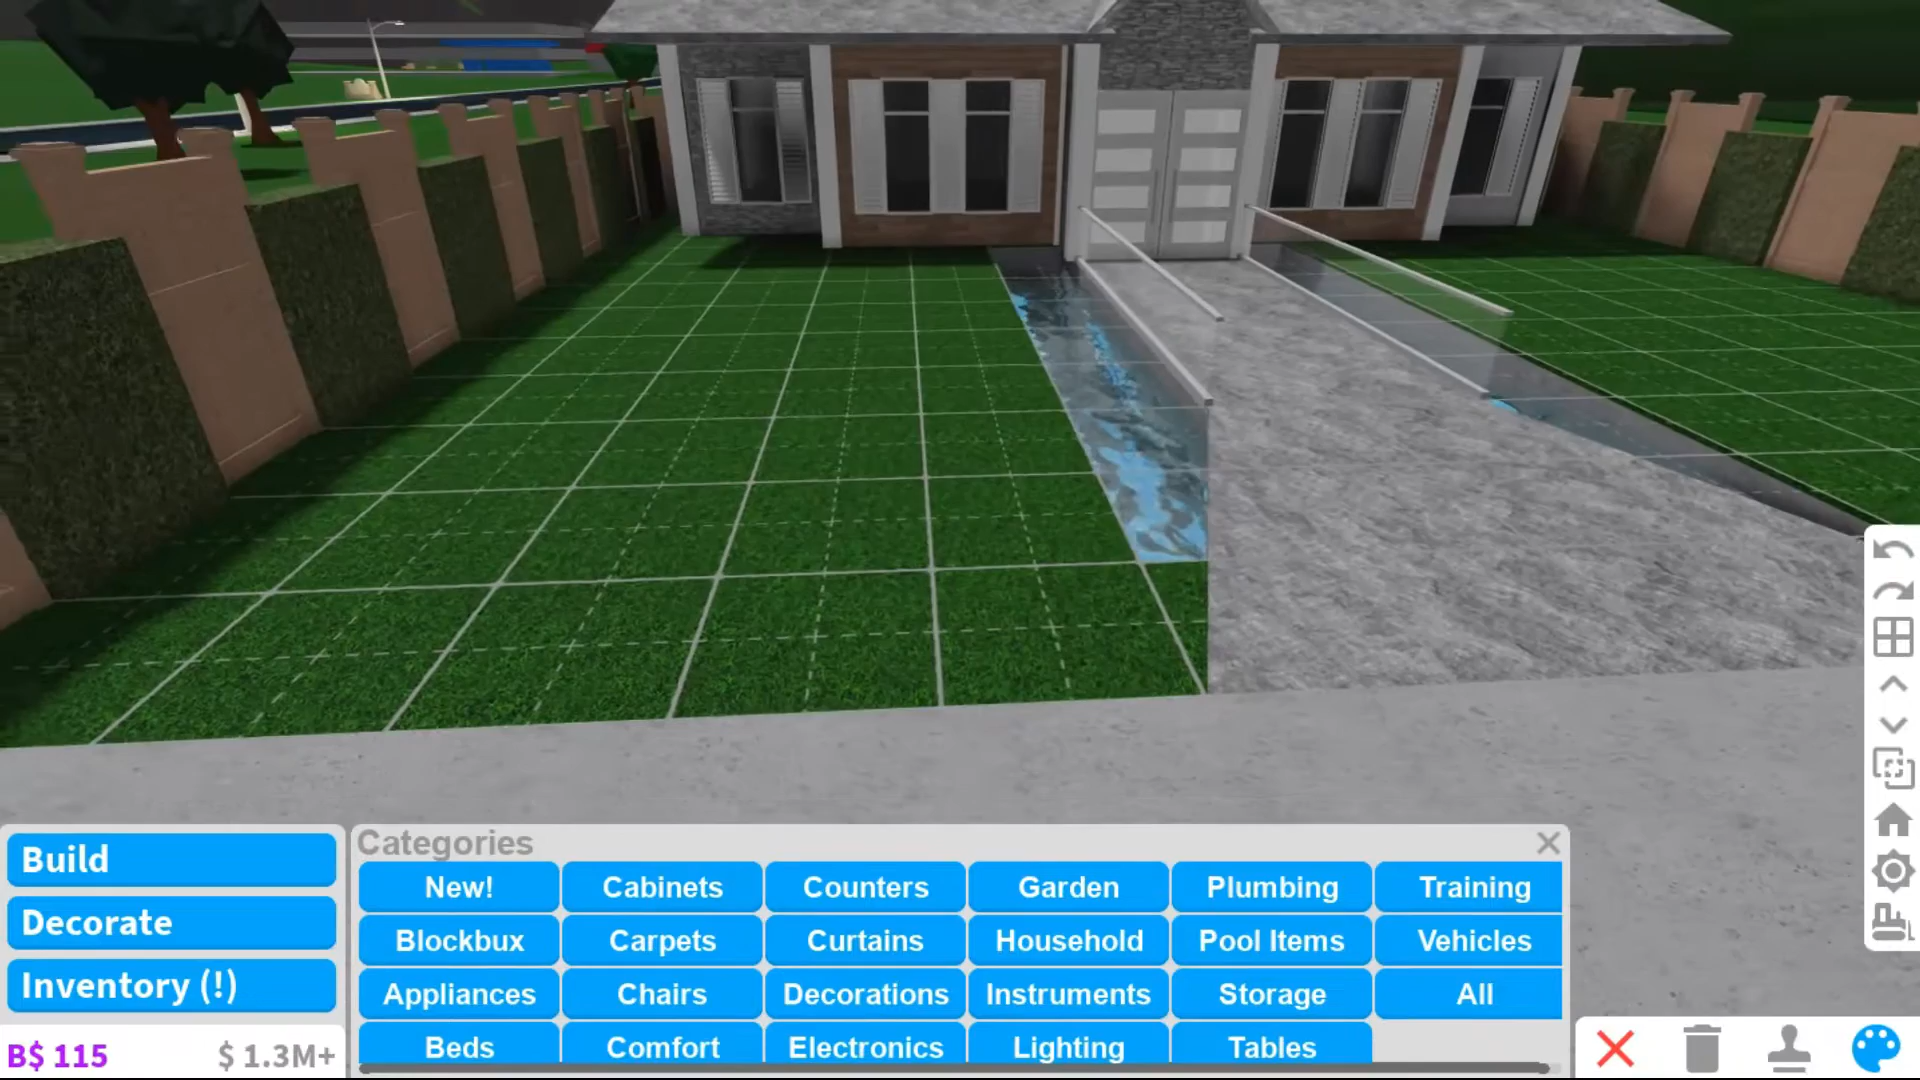 Build
Decorate
Inventory (!)
B$ 115 $ 1.3M+
Categories
New! Cabinets Counters Garden Plumbing Training
Blockbux Carpets Curtains Household Pool Items Vehicles
Appliances Chairs Decorations Instruments Storage All
Beds Comfort Electronics Lighting Tables